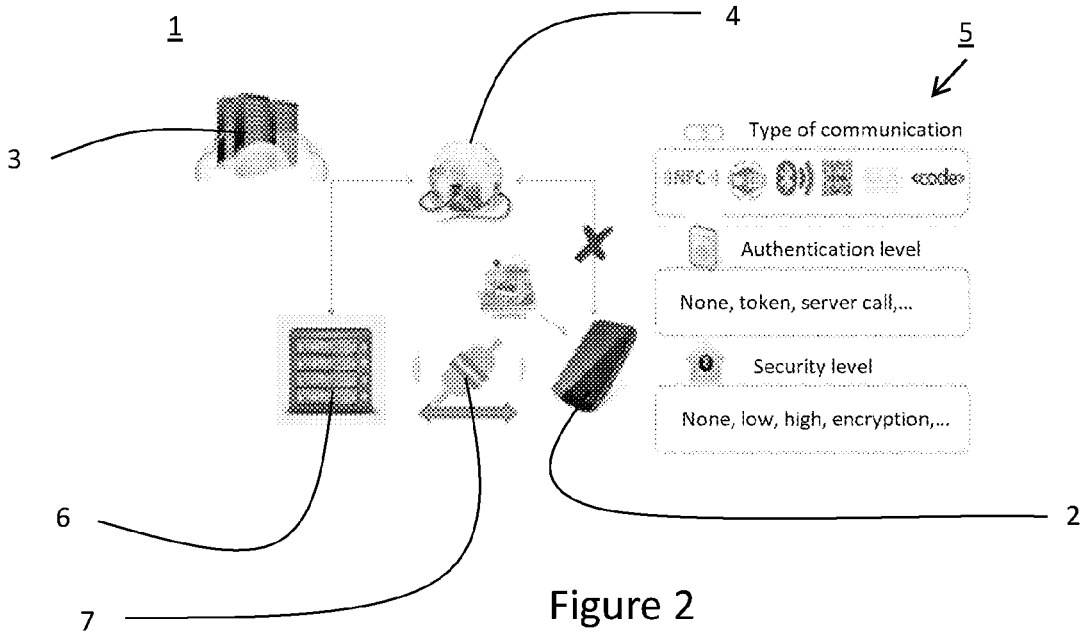 1
4
5
3
Type of communication
NFC
<code>
Authentication level
None, token, server call,...
Security level
None, low, high, encryption,...
6
2
7
Figure 2